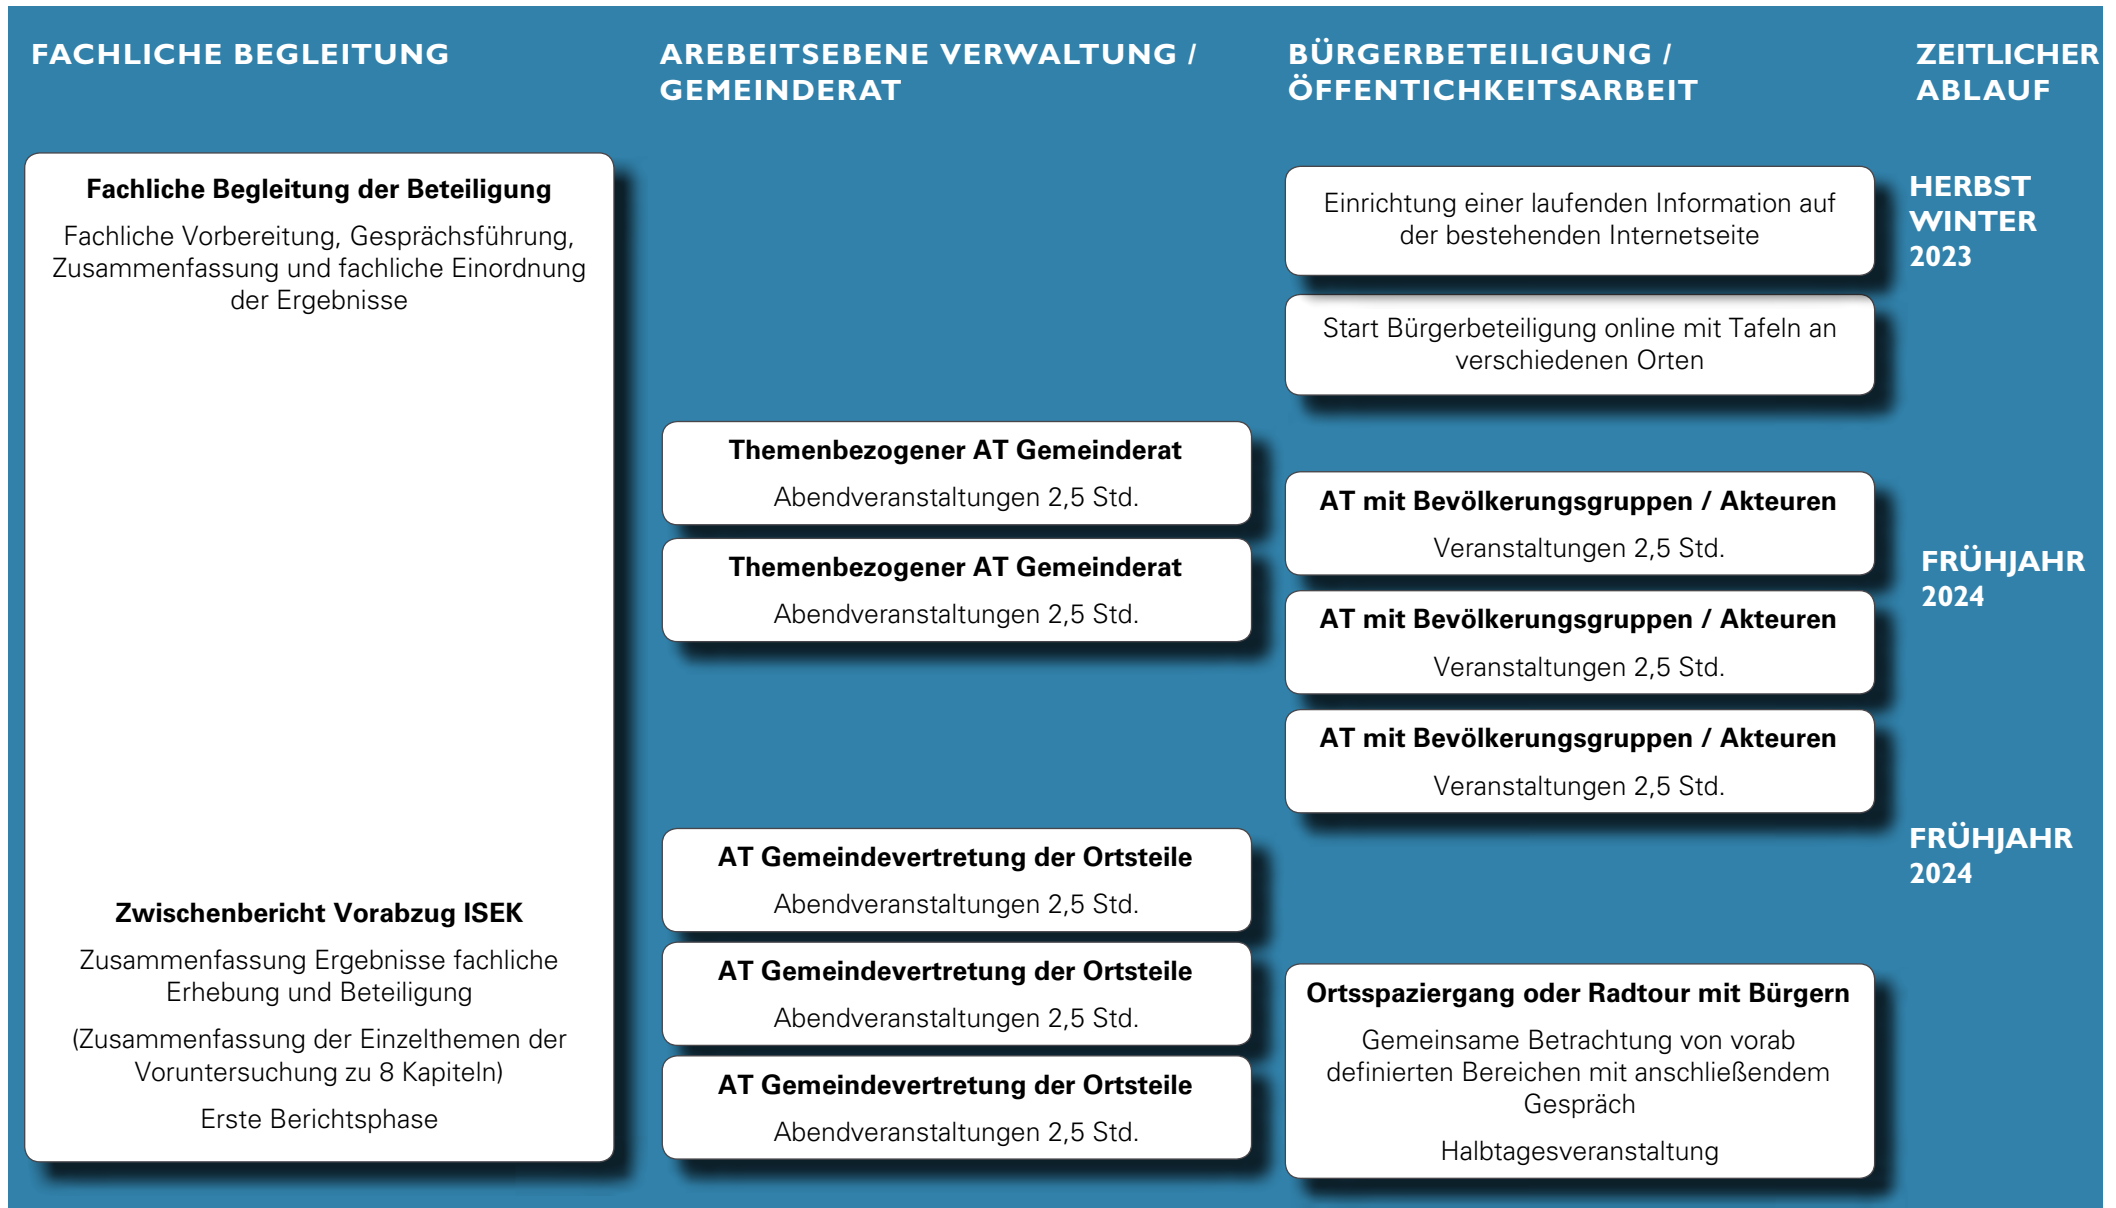 FACHLICHE BEGLEITUNG
AREBEITSEBENE VERWALTUNG /
GEMEINDERAT
BÜRGERBETEILIGUNG /
ÖFFENTICHKEITSARBEIT
ZEITLICHER
ABLAUF
Fachliche Begleitung der Beteiligung
Fachliche Vorbereitung, Gesprächsführung,
Zusammenfassung und fachliche Einordnung
der Ergebnisse
Zwischenbericht Vorabzug ISEK
Zusammenfassung Ergebnisse fachliche
Erhebung und Beteiligung
(Zusammenfassung der Einzelthemen der
Voruntersuchung zu 8 Kapiteln)
Erste Berichtsphase
Themenbezogener AT Gemeinderat
Abendveranstaltungen 2,5 Std.
Themenbezogener AT Gemeinderat
Abendveranstaltungen 2,5 Std.
AT Gemeindevertretung der Ortsteile
Abendveranstaltungen 2,5 Std.
AT Gemeindevertretung der Ortsteile
Abendveranstaltungen 2,5 Std.
AT Gemeindevertretung der Ortsteile
Abendveranstaltungen 2,5 Std.
Einrichtung einer laufenden Information auf
der bestehenden Internetseite
Start Bürgerbeteiligung online mit Tafeln an
verschiedenen Orten
AT mit Bevölkerungsgruppen / Akteuren
Veranstaltungen 2,5 Std.
AT mit Bevölkerungsgruppen / Akteuren
Veranstaltungen 2,5 Std.
AT mit Bevölkerungsgruppen / Akteuren
Veranstaltungen 2,5 Std.
Ortsspaziergang oder Radtour mit Bürgern
Gemeinsame Betrachtung von vorab
definierten Bereichen mit anschließendem
Gespräch
Halbtagesveranstaltung
HERBST
WINTER
2023
FRÜHJAHR
2024
FRÜHJAHR
2024